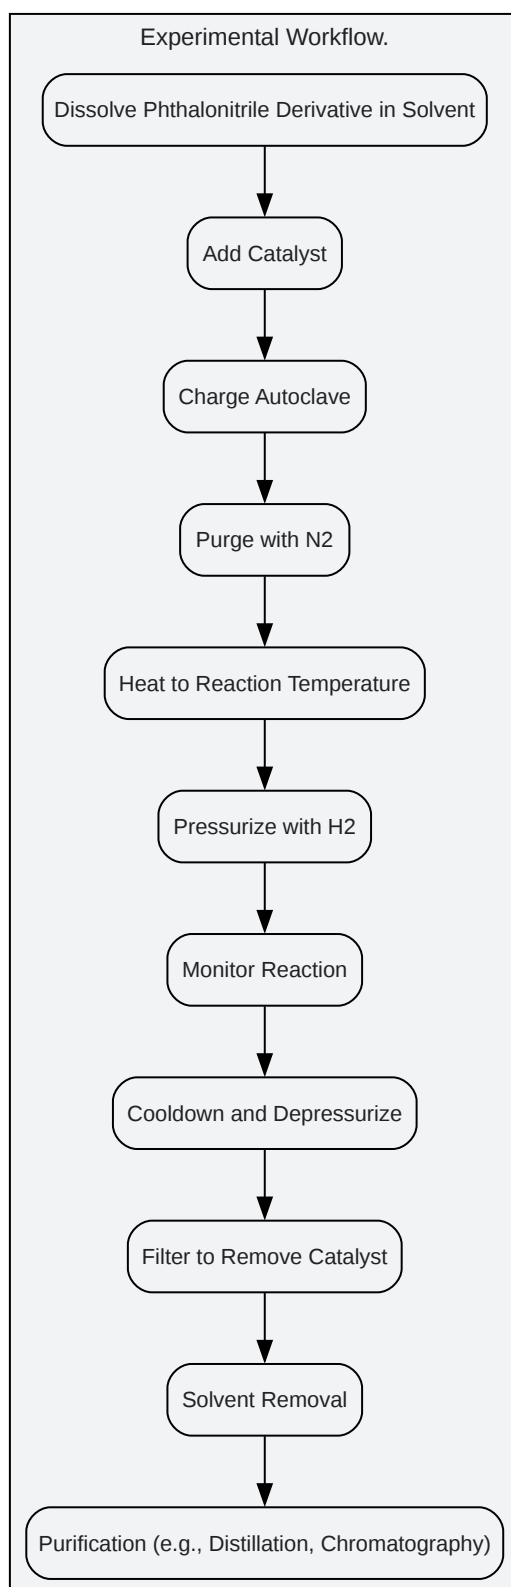 Experimental Workflow.
Dissolve Phthalonitrile Derivative in Solvent
Add Catalyst
Charge Autoclave
Purge with N2
Heat to Reaction Temperature
Pressurize with H2
Monitor Reaction
Cooldown and Depressurize
Filter to Remove Catalyst
Solvent Removal
Purification (e.g., Distillation, Chromatography)